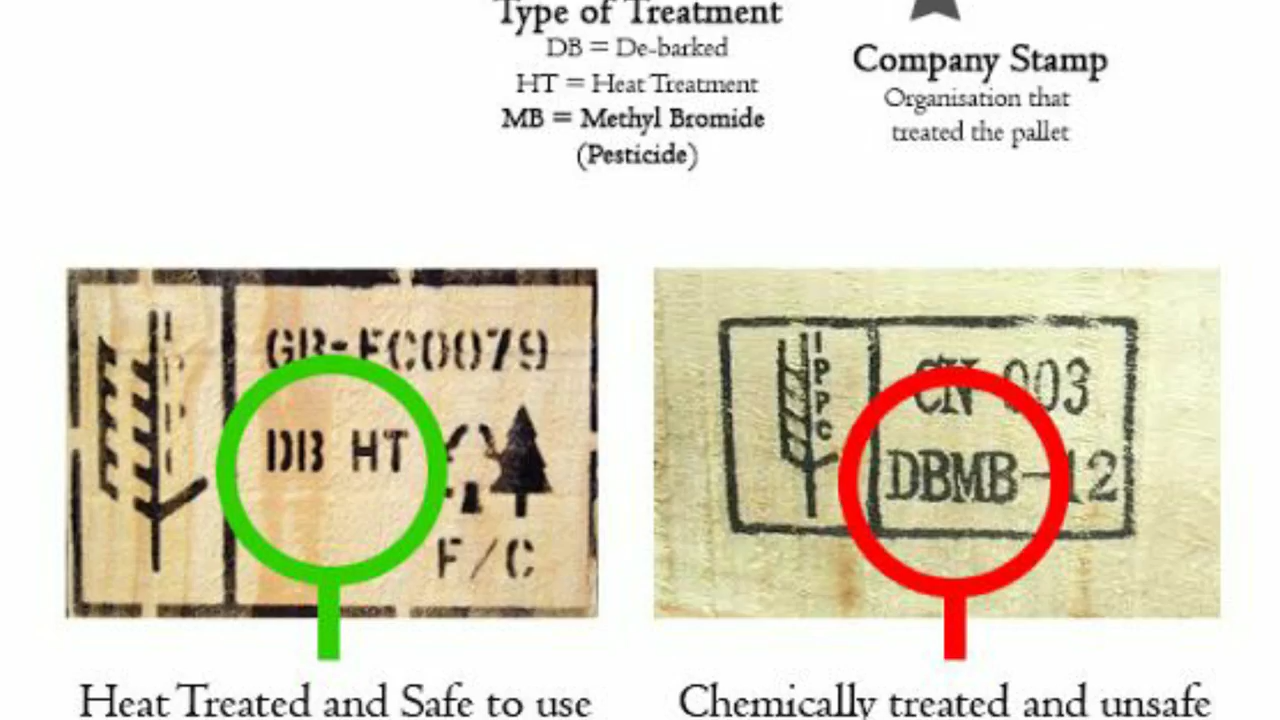 Type of Treatment
DB = De-barked
HT = Heat Treatment
MB = Methyl Bromide
(Pesticide)
Company Stamp
Organisation that
treated the pallet
GB-FC0079
DB HT
F/C
IPPC
CN 003
DBMB-12
Heat Treated and Safe to use
Chemically treated and unsafe